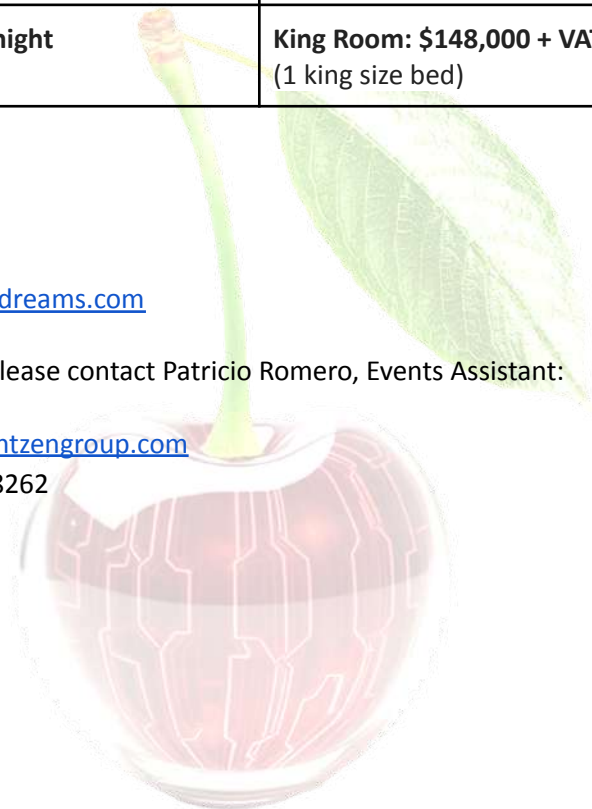 night
King Room: $148,000 + VAT
(1 king size bed)
dreams.com
lease contact Patricio Romero, Events Assistant:
ntzengroup.com
8262